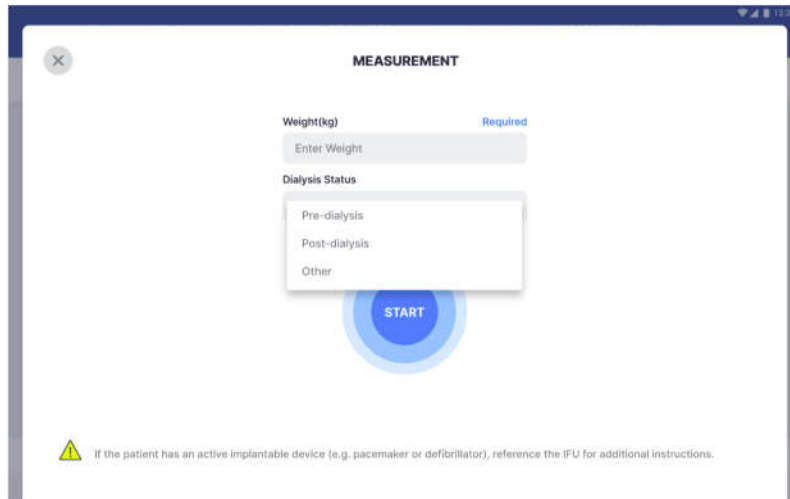 MEASUREMENT
Weight(kg) Required
Enter Weight
Dialysis Status
Pre-dialysis
Post-dialysis
Other
START
If the patient has an active implantable device (e.g. pacemaker or defibrillator), reference the IFU for additional instructions.